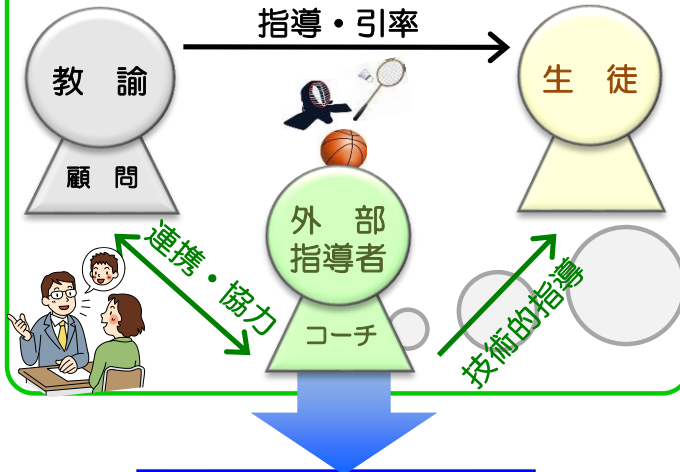 指導・引率
教　諭
顧　問
生　徒
外　部
指導者
コーチ
連携・協力
技術的指導